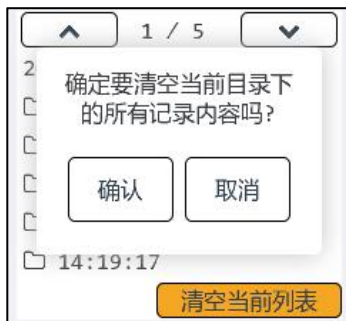 1 / 5
2
确定要清空当前目录下
的所有记录内容吗?
确认
取消
14:19:17
清空当前列表